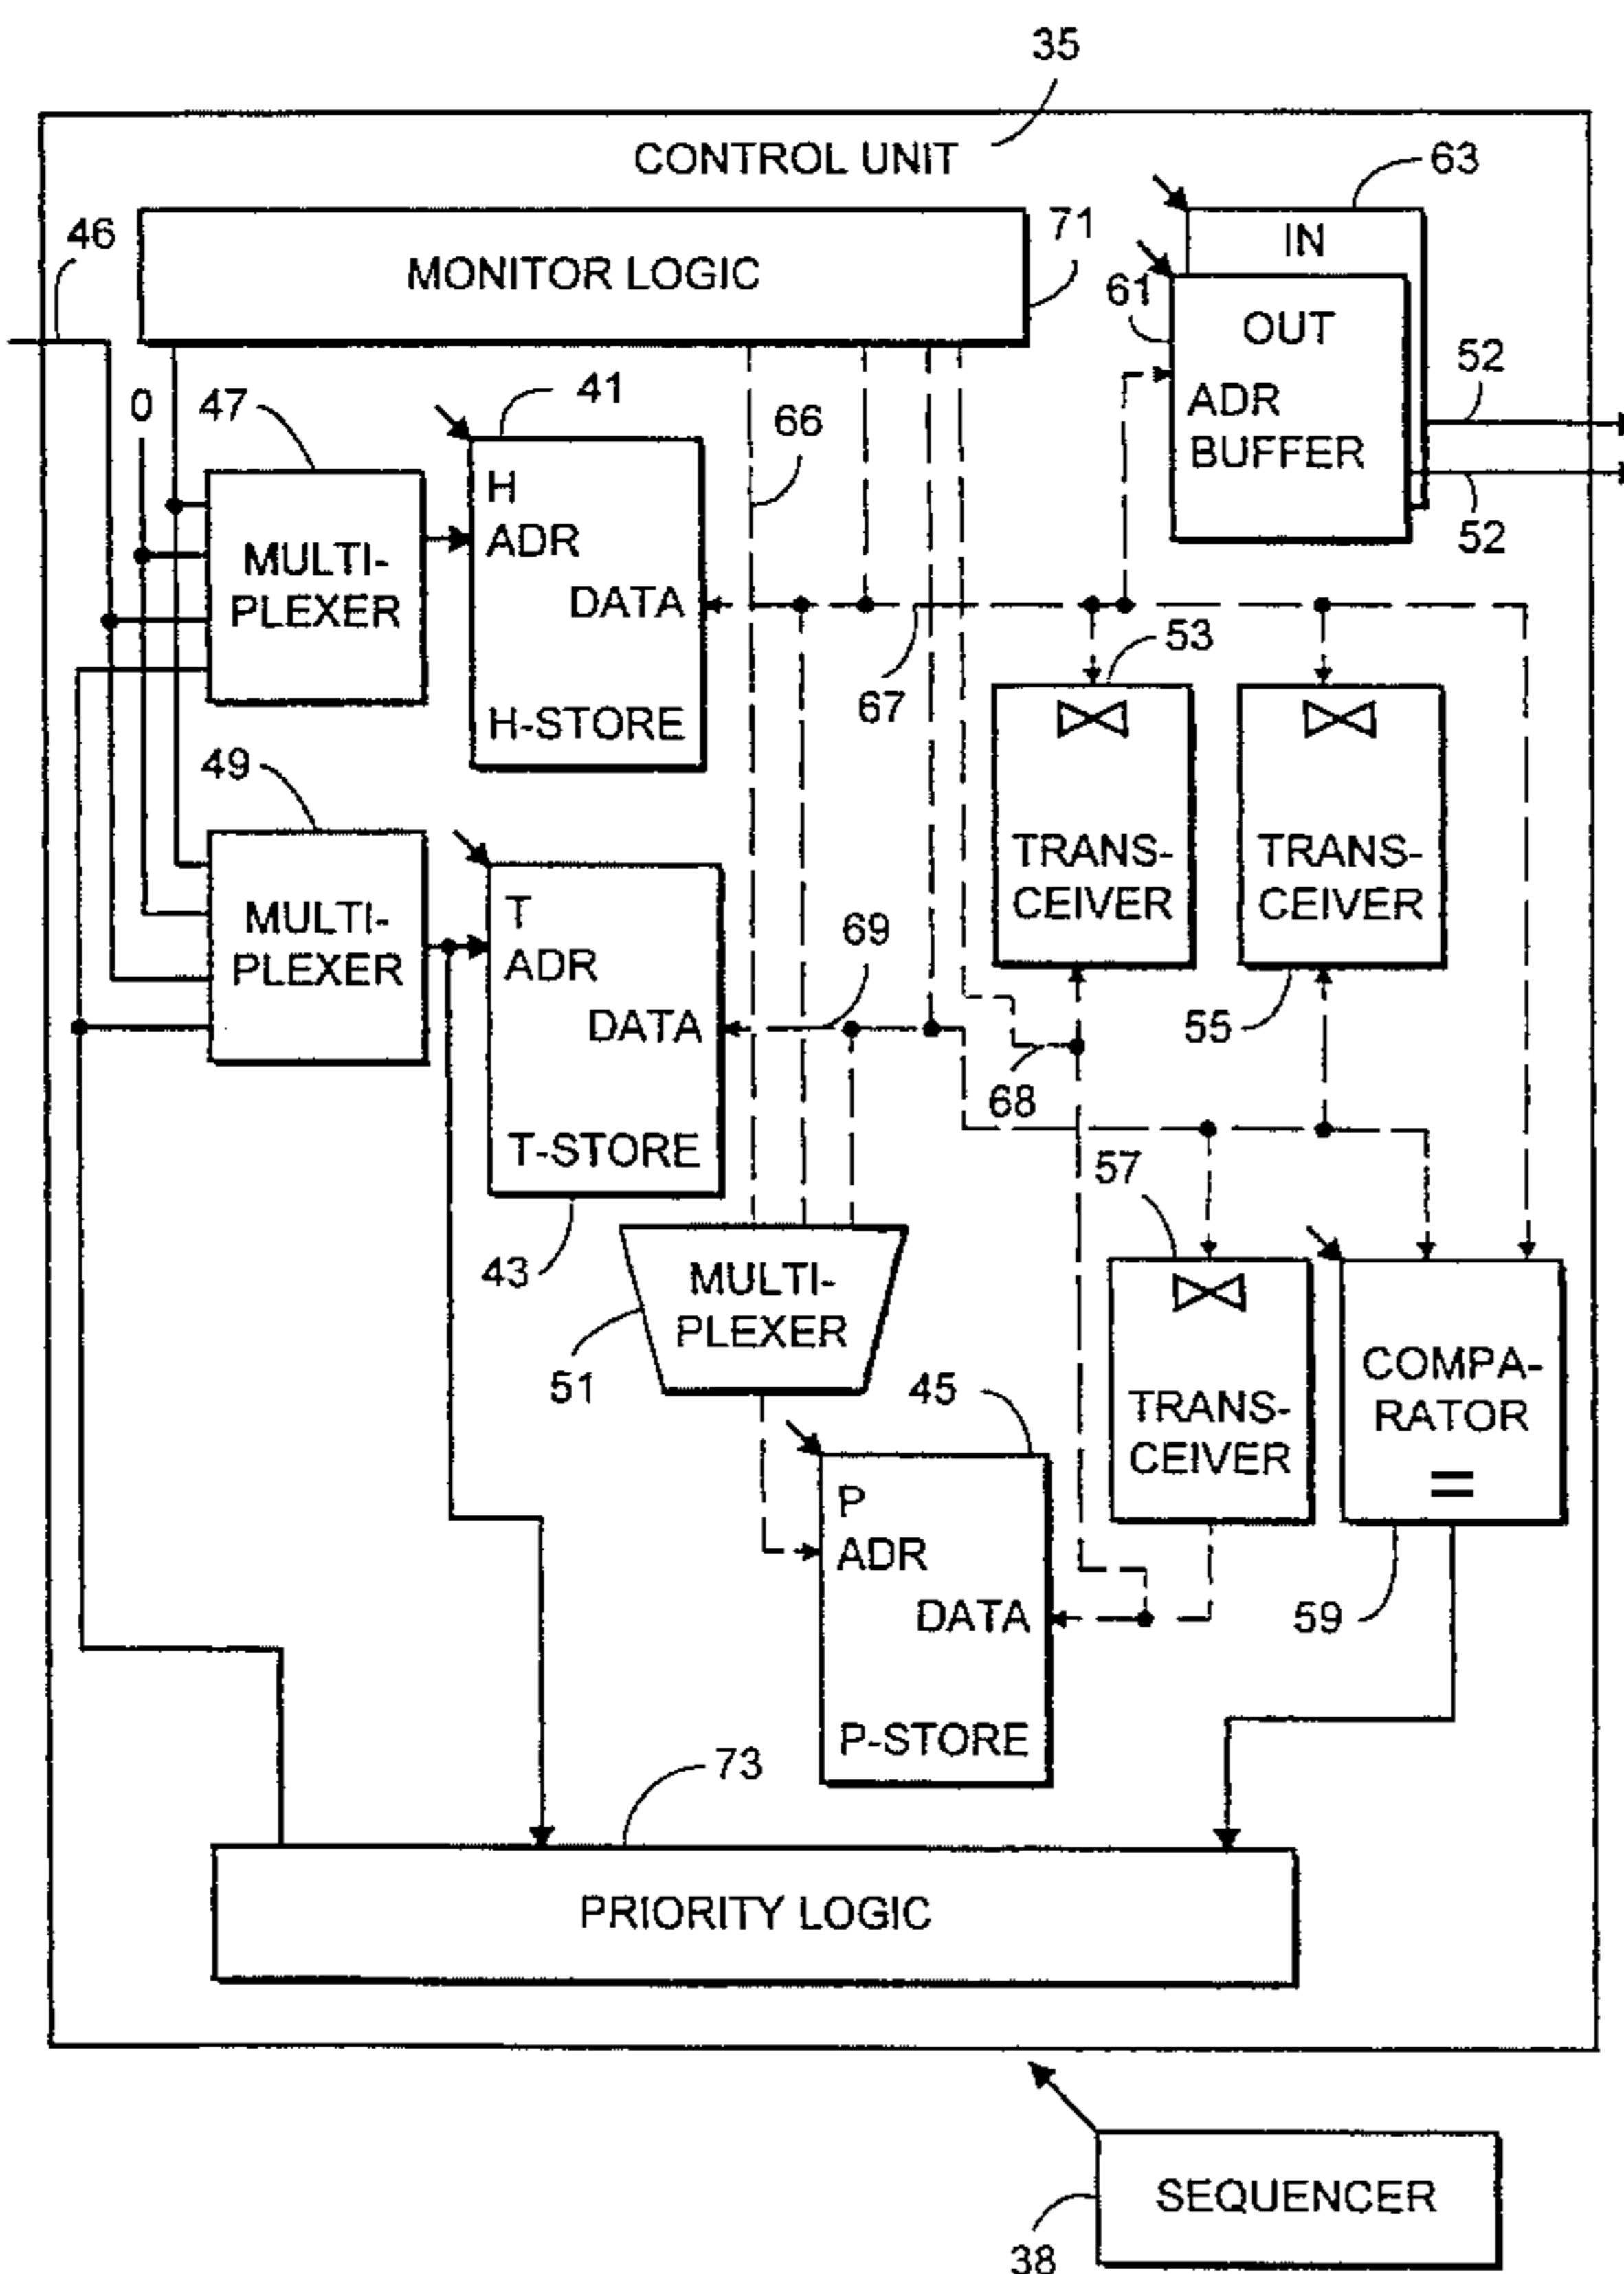 35
CONTROL UNIT
63
46
71
IN
MONITOR LOGIC
61
OUT
52
0
47
41
66
ADR
BUFFER
H
ADR
52
MULTI-
PLEXER
DATA
53
67
H-STORE
49
TRANS-
CEIVER
TRANS-
CEIVER
T
ADR
69
MULTI-
PLEXER
DATA
55
68
T-STORE
57
43
MULTI-
PLEXER
51
45
COMPA-
RATOR
=
TRANS-
CEIVER
P
ADR
DATA
59
P-STORE
73
PRIORITY LOGIC
SEQUENCER
38